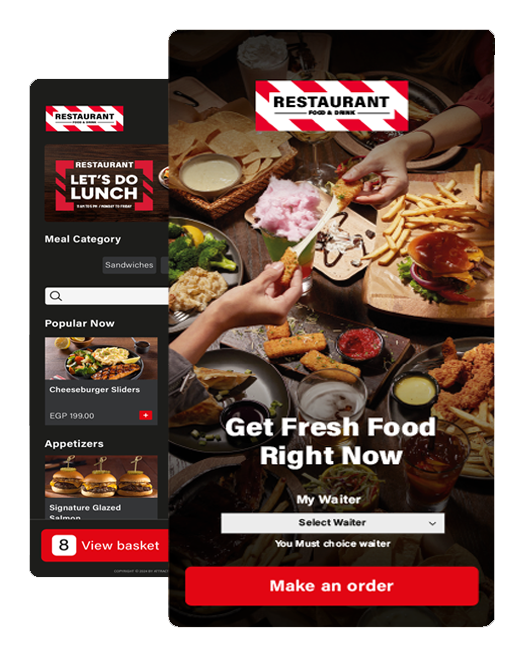 RESTAURANT
FOOD & DRINK
RESTAURANT
LET'S DO
LUNCH
Meal Category
Sandwiches
Popular Now
Cheeseburger Sliders
EGP 199.00
Appetizers
Signature Glazed
Salmon
8 View basket
RESTAURANT
FOOD & DRINK
Get Fresh Food
Right Now
My Waiter
Select Waiter
You Must choice waiter
Make an order